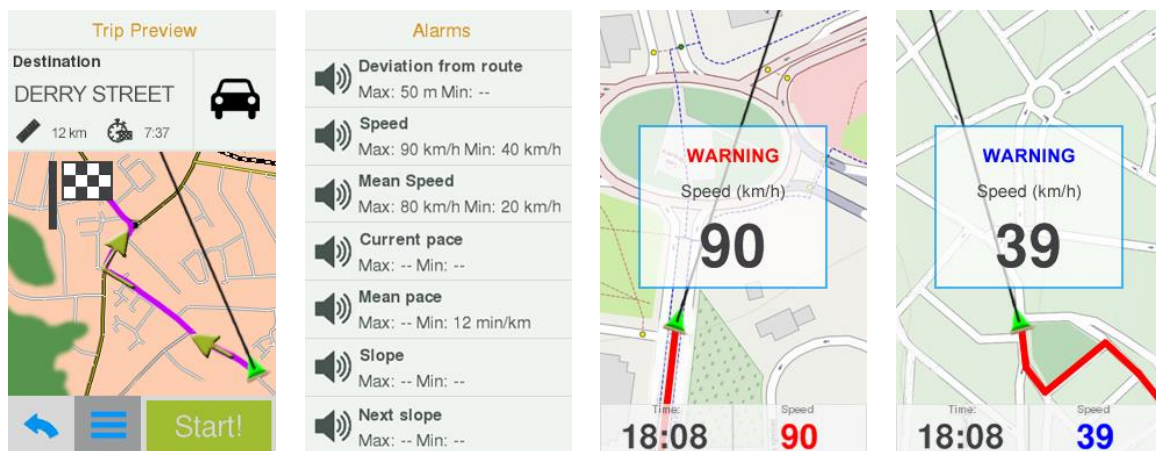 Trip Preview
Destination
DERRY STREET
12 km 7:37
Start!
Alarms
Deviation from route
Max: 50 m Min: --
Speed
Max: 90 km/h Min: 40 km/h
Mean Speed
Max: 80 km/h Min: 20 km/h
Current pace
Max: -- Min: --
Mean pace
Max: -- Min: 12 min/km
Slope
Max: -- Min: --
Next slope
Max: -- Min: --
WARNING
Speed (km/h)
90
Time: Speed
18:08 90
WARNING
Speed (km/h)
39
Time: Speed
18:08 39